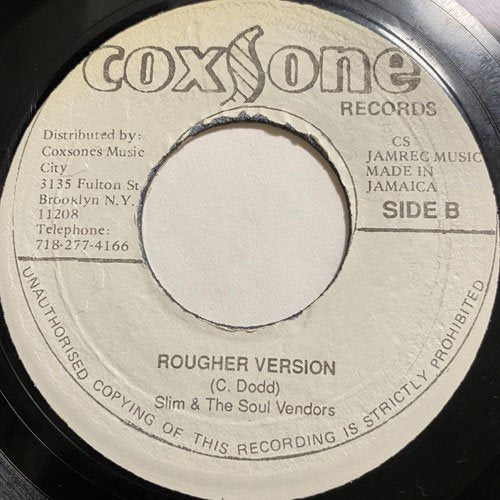 coxsone
RECORDS
Distributed by:
Coxsones Music
City
3135 Fulton St
Brooklyn N.Y.
11208
Telephone:
718-277-4166
CS
JAMREC MUSIC
MADE IN
JAMAICA
SIDE B
ROUGHER VERSION
(C. Dodd)
Slim & The Soul Vendors
UNAUTHORISED COPYING OF THIS RECORDING IS STRICTLY PROHIBITED